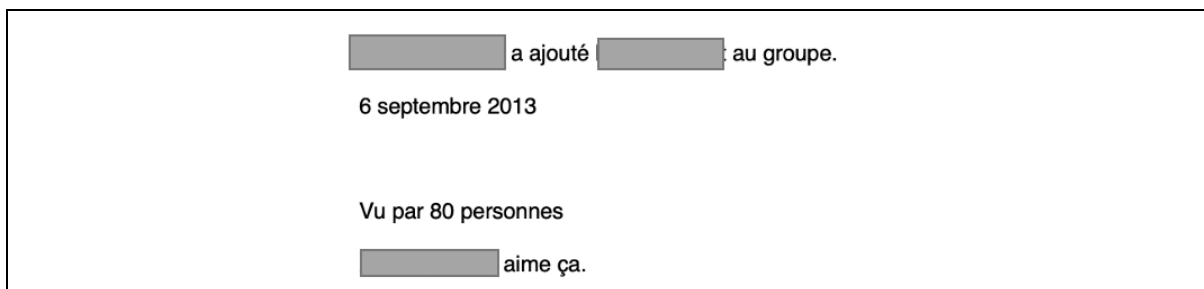 a ajouté au groupe.
6 septembre 2013
Vu par 80 personnes
aime ça.